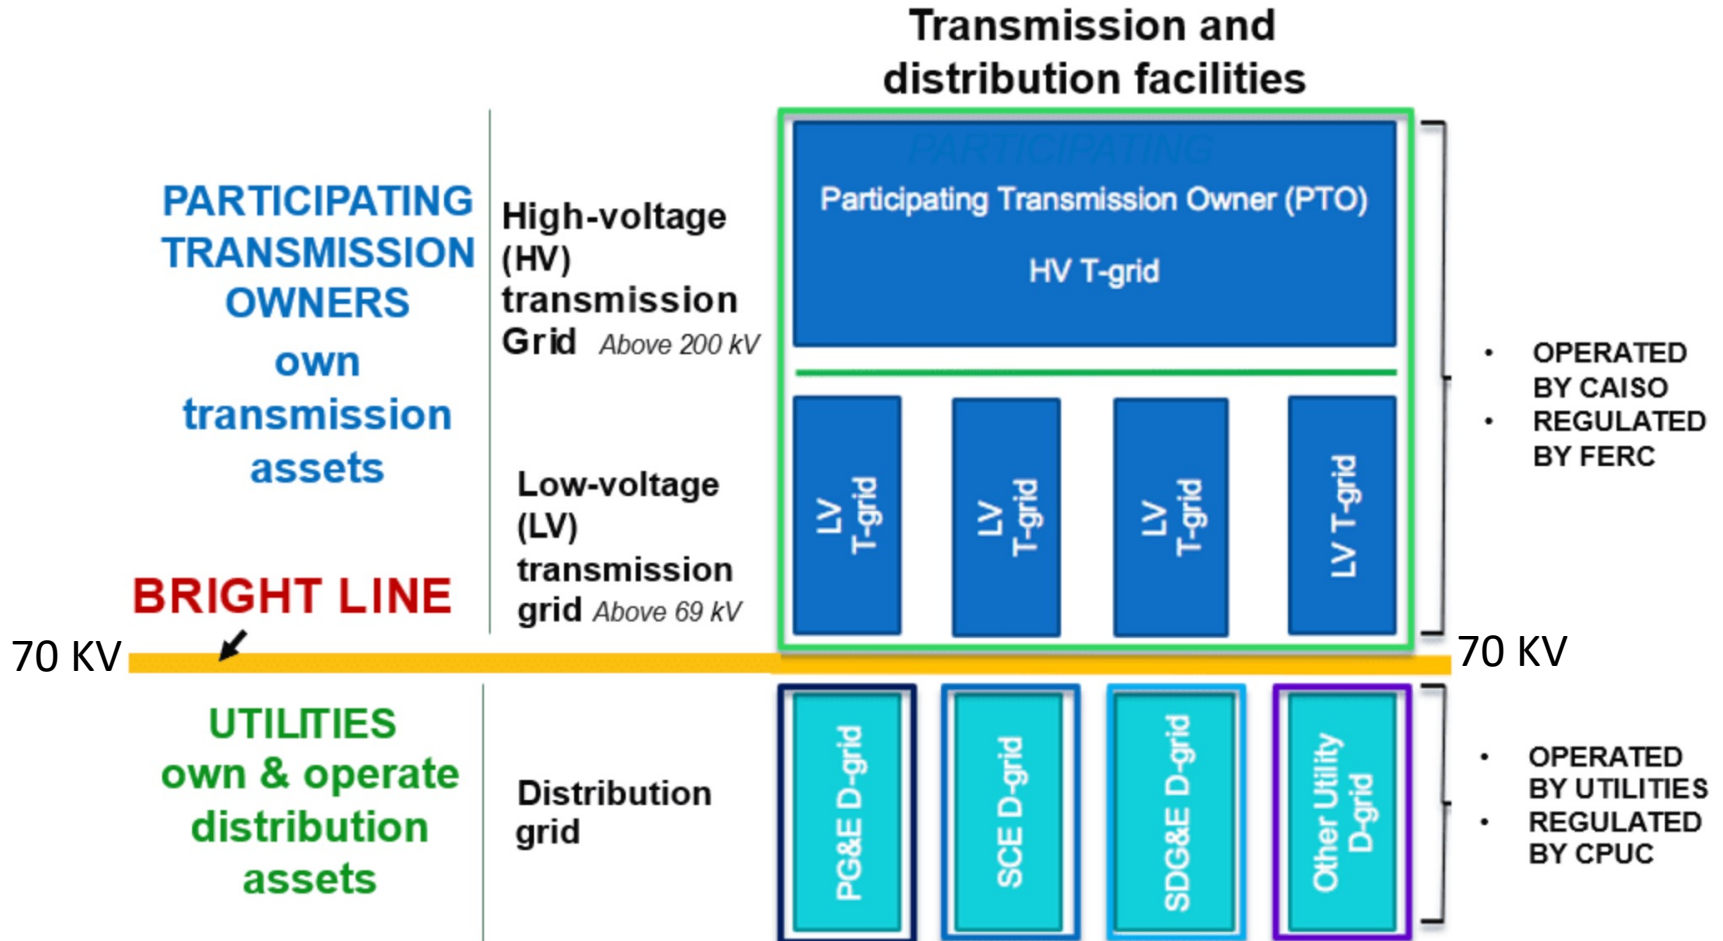 Transmission and
distribution facilities
PARTICIPATING
TRANSMISSION
OWNERS
own
transmission
assets
High-voltage
(HV)
transmission
Grid Above 200 kV
PARTICIPATING
Participating Transmission Owner (PTO)
HV T-grid
• OPERATED
BY CAISO
• REGULATED
BY FERC
Low-voltage
(LV)
transmission
grid Above 69 kV
LV
T-grid
LV
T-grid
LV
T-grid
LV T-grid
BRIGHT LINE
70 KV
70 KV
UTILITIES
own & operate
distribution
assets
Distribution
grid
PG&E D-grid
SCE D-grid
SDG&E D-grid
Other Utility
D-grid
• OPERATED
BY UTILITIES
• REGULATED
BY CPUC